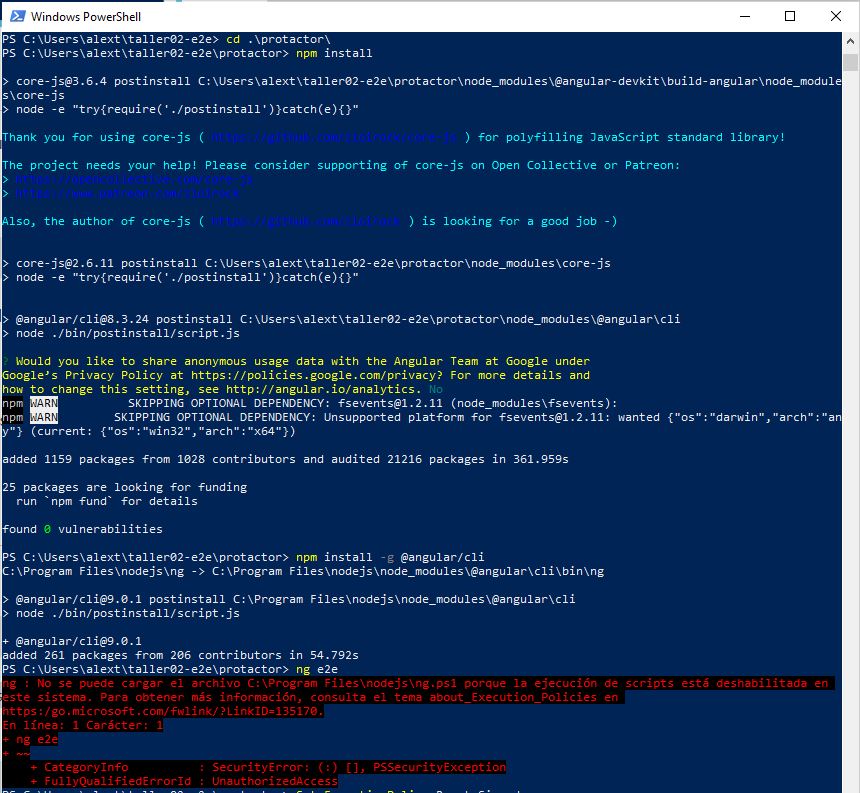 Windows PowerShell
PS C:\Users\alext\taller02-e2e> cd .\protactor\
PS C:\Users\alext\taller02-e2e\protactor> npm install
> core-js@3.6.4 postinstall C:\Users\alext\taller02-e2e\protactor\node_modules\@angular-devkit\build-angular\node_module
s\core-js
> node -e "try{require('./postinstall')}catch(e){}"
Thank you for using core-js ( https://github.com/zloirock/core-js ) for polyfilling JavaScript standard library!
The project needs your help! Please consider supporting of core-js on Open Collective or Patreon:
> https://opencollective.com/core-js
> https://www.patreon.com/zloirock
Also, the author of core-js ( https://github.com/zloirock ) is looking for a good job -)
> core-js@2.6.11 postinstall C:\Users\alext\taller02-e2e\protactor\node_modules\core-js
> node -e "try{require('./postinstall')}catch(e){}"
> @angular/cli@8.3.24 postinstall C:\Users\alext\taller02-e2e\protactor\node_modules\@angular\cli
> node ./bin/postinstall/script.js
? Would you like to share anonymous usage data with the Angular Team at Google under
Google’s Privacy Policy at https://policies.google.com/privacy? For more details and
how to change this setting, see http://angular.io/analytics. No
npm WARN SKIPPING OPTIONAL DEPENDENCY: fsevents@1.2.11 (node_modules\fsevents):
npm WARN SKIPPING OPTIONAL DEPENDENCY: Unsupported platform for fsevents@1.2.11: wanted {"os":"darwin","arch":"an
y"} (current: {"os":"win32","arch":"x64"})
added 1159 packages from 1028 contributors and audited 21216 packages in 361.959s
25 packages are looking for funding
run `npm fund` for details
found 0 vulnerabilities
PS C:\Users\alext\taller02-e2e\protactor> npm install -g @angular/cli
C:\Program Files\nodejs\ng -> C:\Program Files\nodejs\node_modules\@angular\cli\bin\ng
> @angular/cli@9.0.1 postinstall C:\Program Files\nodejs\node_modules\@angular\cli
> node ./bin/postinstall/script.js
+ @angular/cli@9.0.1
added 261 packages from 206 contributors in 54.792s
PS C:\Users\alext\taller02-e2e\protactor> ng e2e
ng : No se puede cargar el archivo C:\Program Files\nodejs\ng.ps1 porque la ejecución de scripts está deshabilitada en
este sistema. Para obtener más información, consulta el tema about_Execution_Policies en
https:/go.microsoft.com/fwlink/?LinkID=135170.
En línea: 1 Carácter: 1
+ ng e2e
+ ~~
+ CategoryInfo : SecurityError: (:) [], PSSecurityException
+ FullyQualifiedErrorId : UnauthorizedAccess